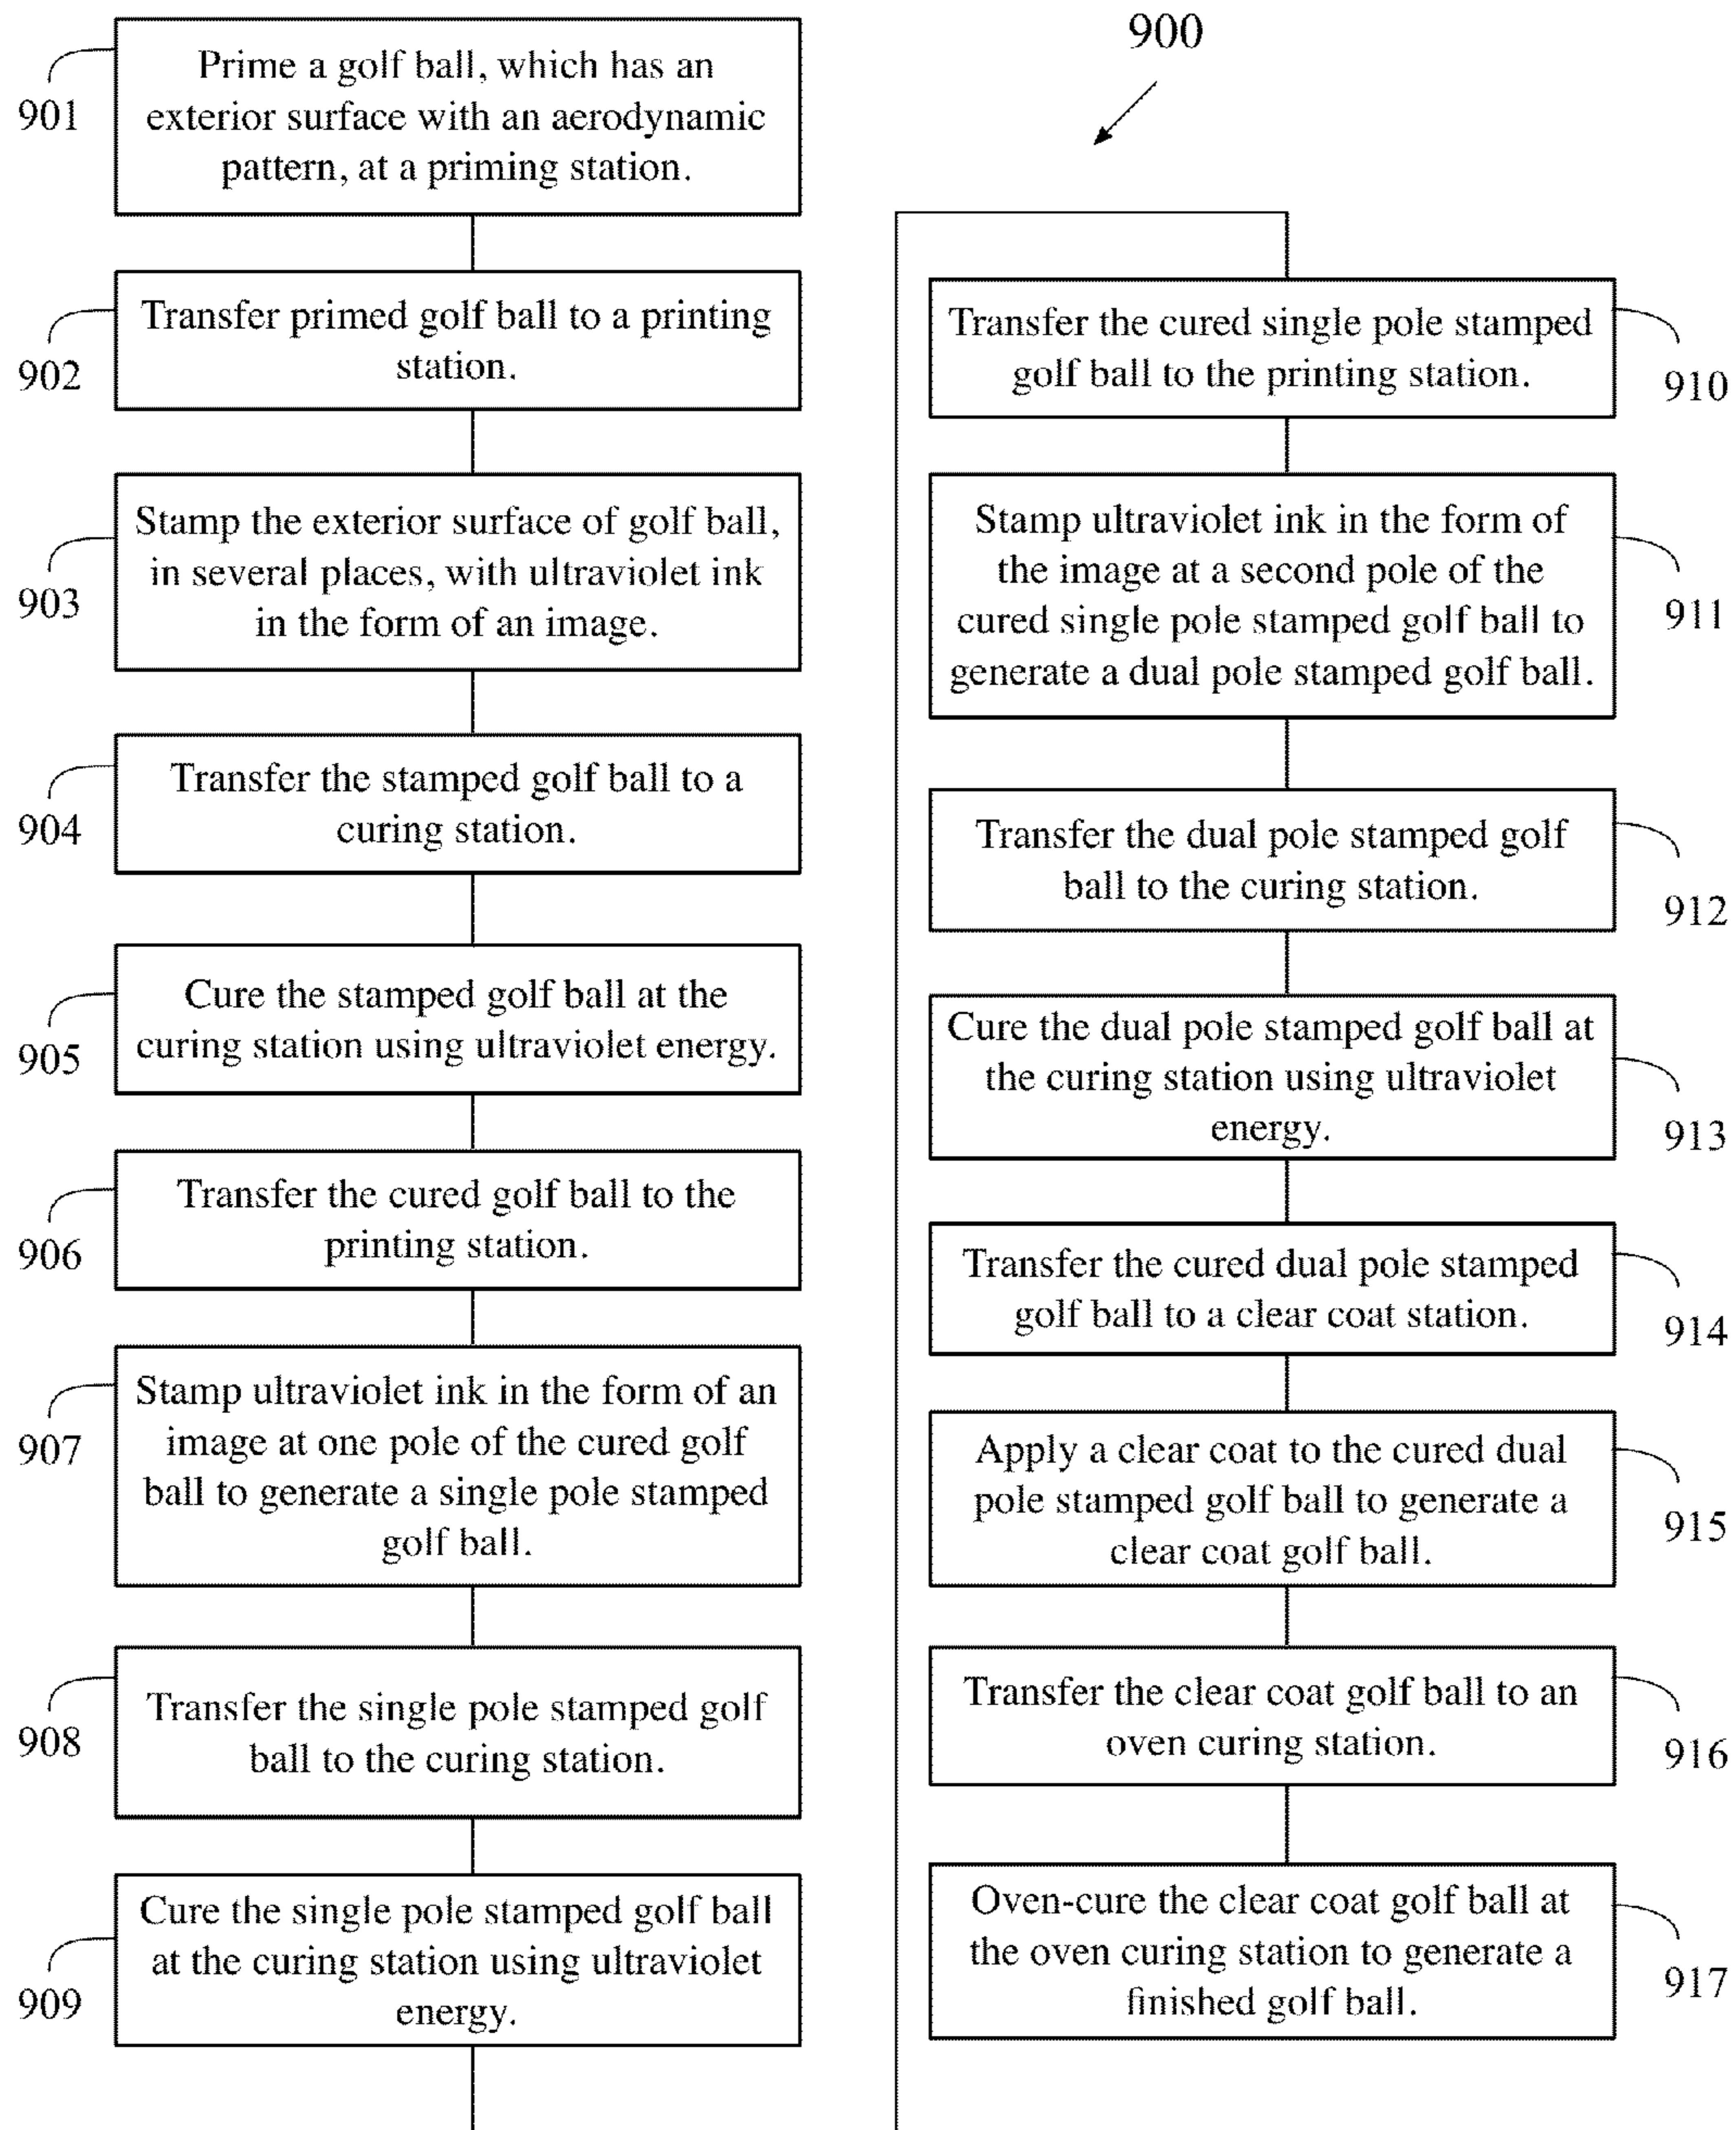 900
901
Prime a golf ball, which has an
exterior surface with an aerodynamic
pattern, at a priming station.
902
Transfer primed golf ball to a printing
station.
903
Stamp the exterior surface of golf ball,
in several places, with ultraviolet ink
in the form of an image.
904
Transfer the stamped golf ball to a
curing station.
905
Cure the stamped golf ball at the
curing station using ultraviolet energy.
906
Transfer the cured golf ball to the
printing station.
907
Stamp ultraviolet ink in the form of an
image at one pole of the cured golf
ball to generate a single pole stamped
golf ball.
908
Transfer the single pole stamped golf
ball to the curing station.
909
Cure the single pole stamped golf ball
at the curing station using ultraviolet
energy.
Transfer the cured single pole stamped
golf ball to the printing station.
910
Stamp ultraviolet ink in the form of
the image at a second pole of the
cured single pole stamped golf ball to
generate a dual pole stamped golf ball.
911
Transfer the dual pole stamped golf
ball to the curing station.
912
Cure the dual pole stamped golf ball at
the curing station using ultraviolet
energy.
913
Transfer the cured dual pole stamped
golf ball to a clear coat station.
914
Apply a clear coat to the cured dual
pole stamped golf ball to generate a
clear coat golf ball.
915
Transfer the clear coat golf ball to an
oven curing station.
916
Oven-cure the clear coat golf ball at
the oven curing station to generate a
finished golf ball.
917